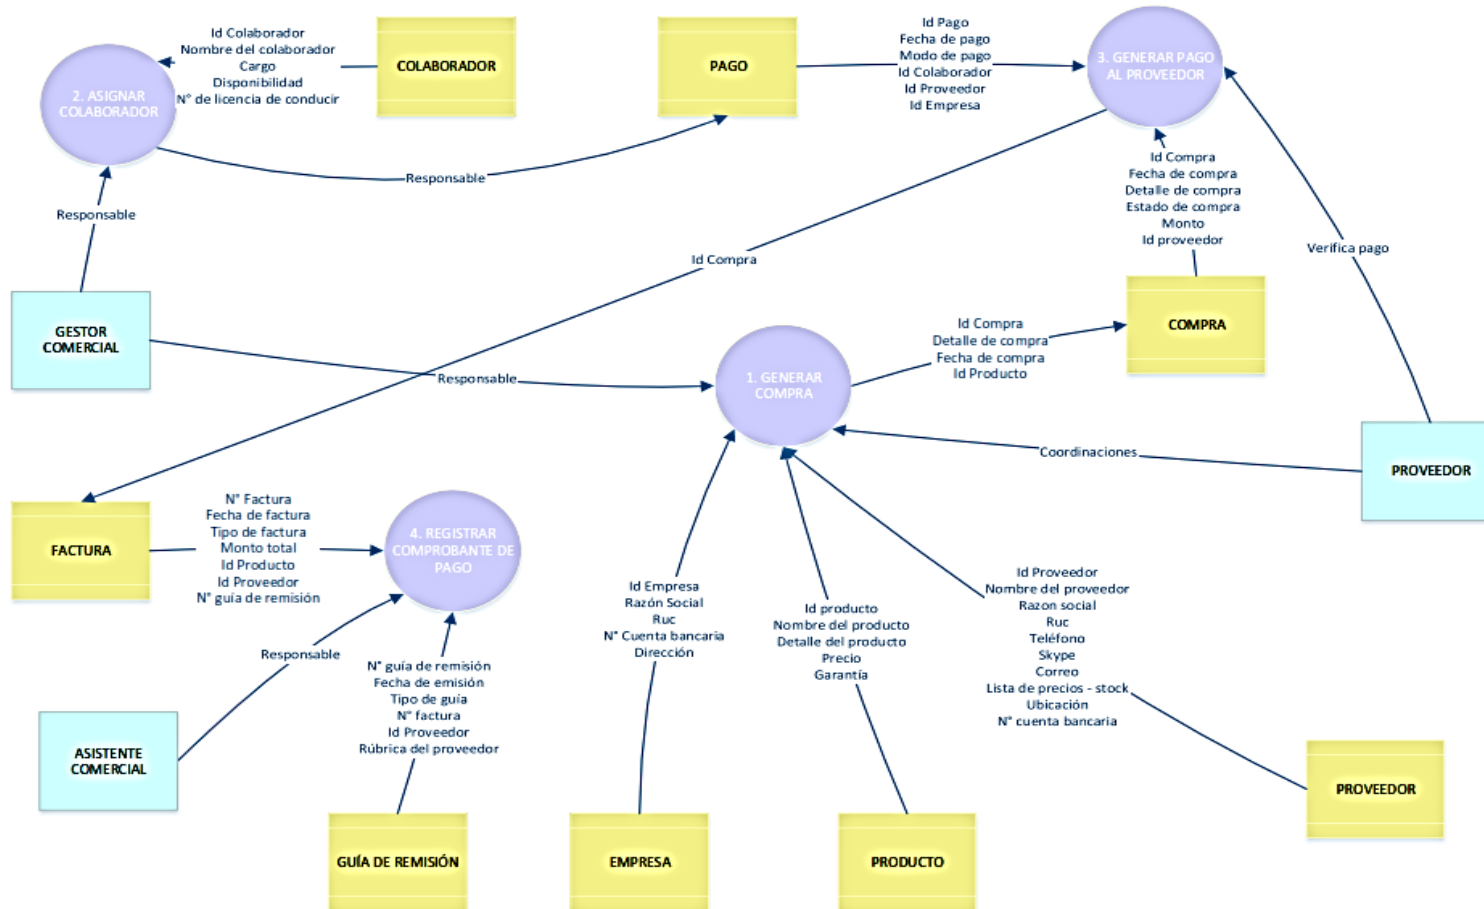 Id Colaborador
Nombre del colaborador
Cargo
Disponibilidad
N° de licencia de conducir
COLABORADOR
2. ASIGNAR
COLABORADOR
PAGO
Id Pago
Fecha de pago
Modo de pago
Id Colaborador
Id Proveedor
Id Empresa
3. GENERAR PAGO
AL PROVEEDOR
Responsable
Responsable
Id Compra
Fecha de compra
Detalle de compra
Estado de compra
Monto
Id proveedor
Verifica pago
Id Compra
GESTOR
COMERCIAL
COMPRA
Id Compra
Detalle de compra
Fecha de compra
Id Producto
Responsable
1. GENERAR
COMPRA
Coordinaciones
PROVEEDOR
FACTURA
N° Factura
Fecha de factura
Tipo de factura
Monto total
Id Producto
Id Proveedor
N° guía de remisión
4. REGISTRAR
COMPROBANTE DE
PAGO
Responsable
N° guía de remisión
Fecha de emisión
Tipo de guía
N° factura
Id Proveedor
Rúbrica del proveedor
Id Empresa
Razón Social
Ruc
N° Cuenta bancaria
Dirección
Id producto
Nombre del producto
Detalle del producto
Precio
Garantía
Id Proveedor
Nombre del proveedor
Razon social
Ruc
Teléfono
Skype
Correo
Lista de precios - stock
Ubicación
N° cuenta bancaria
ASISTENTE
COMERCIAL
PROVEEDOR
GUÍA DE REMISIÓN
EMPRESA
PRODUCTO